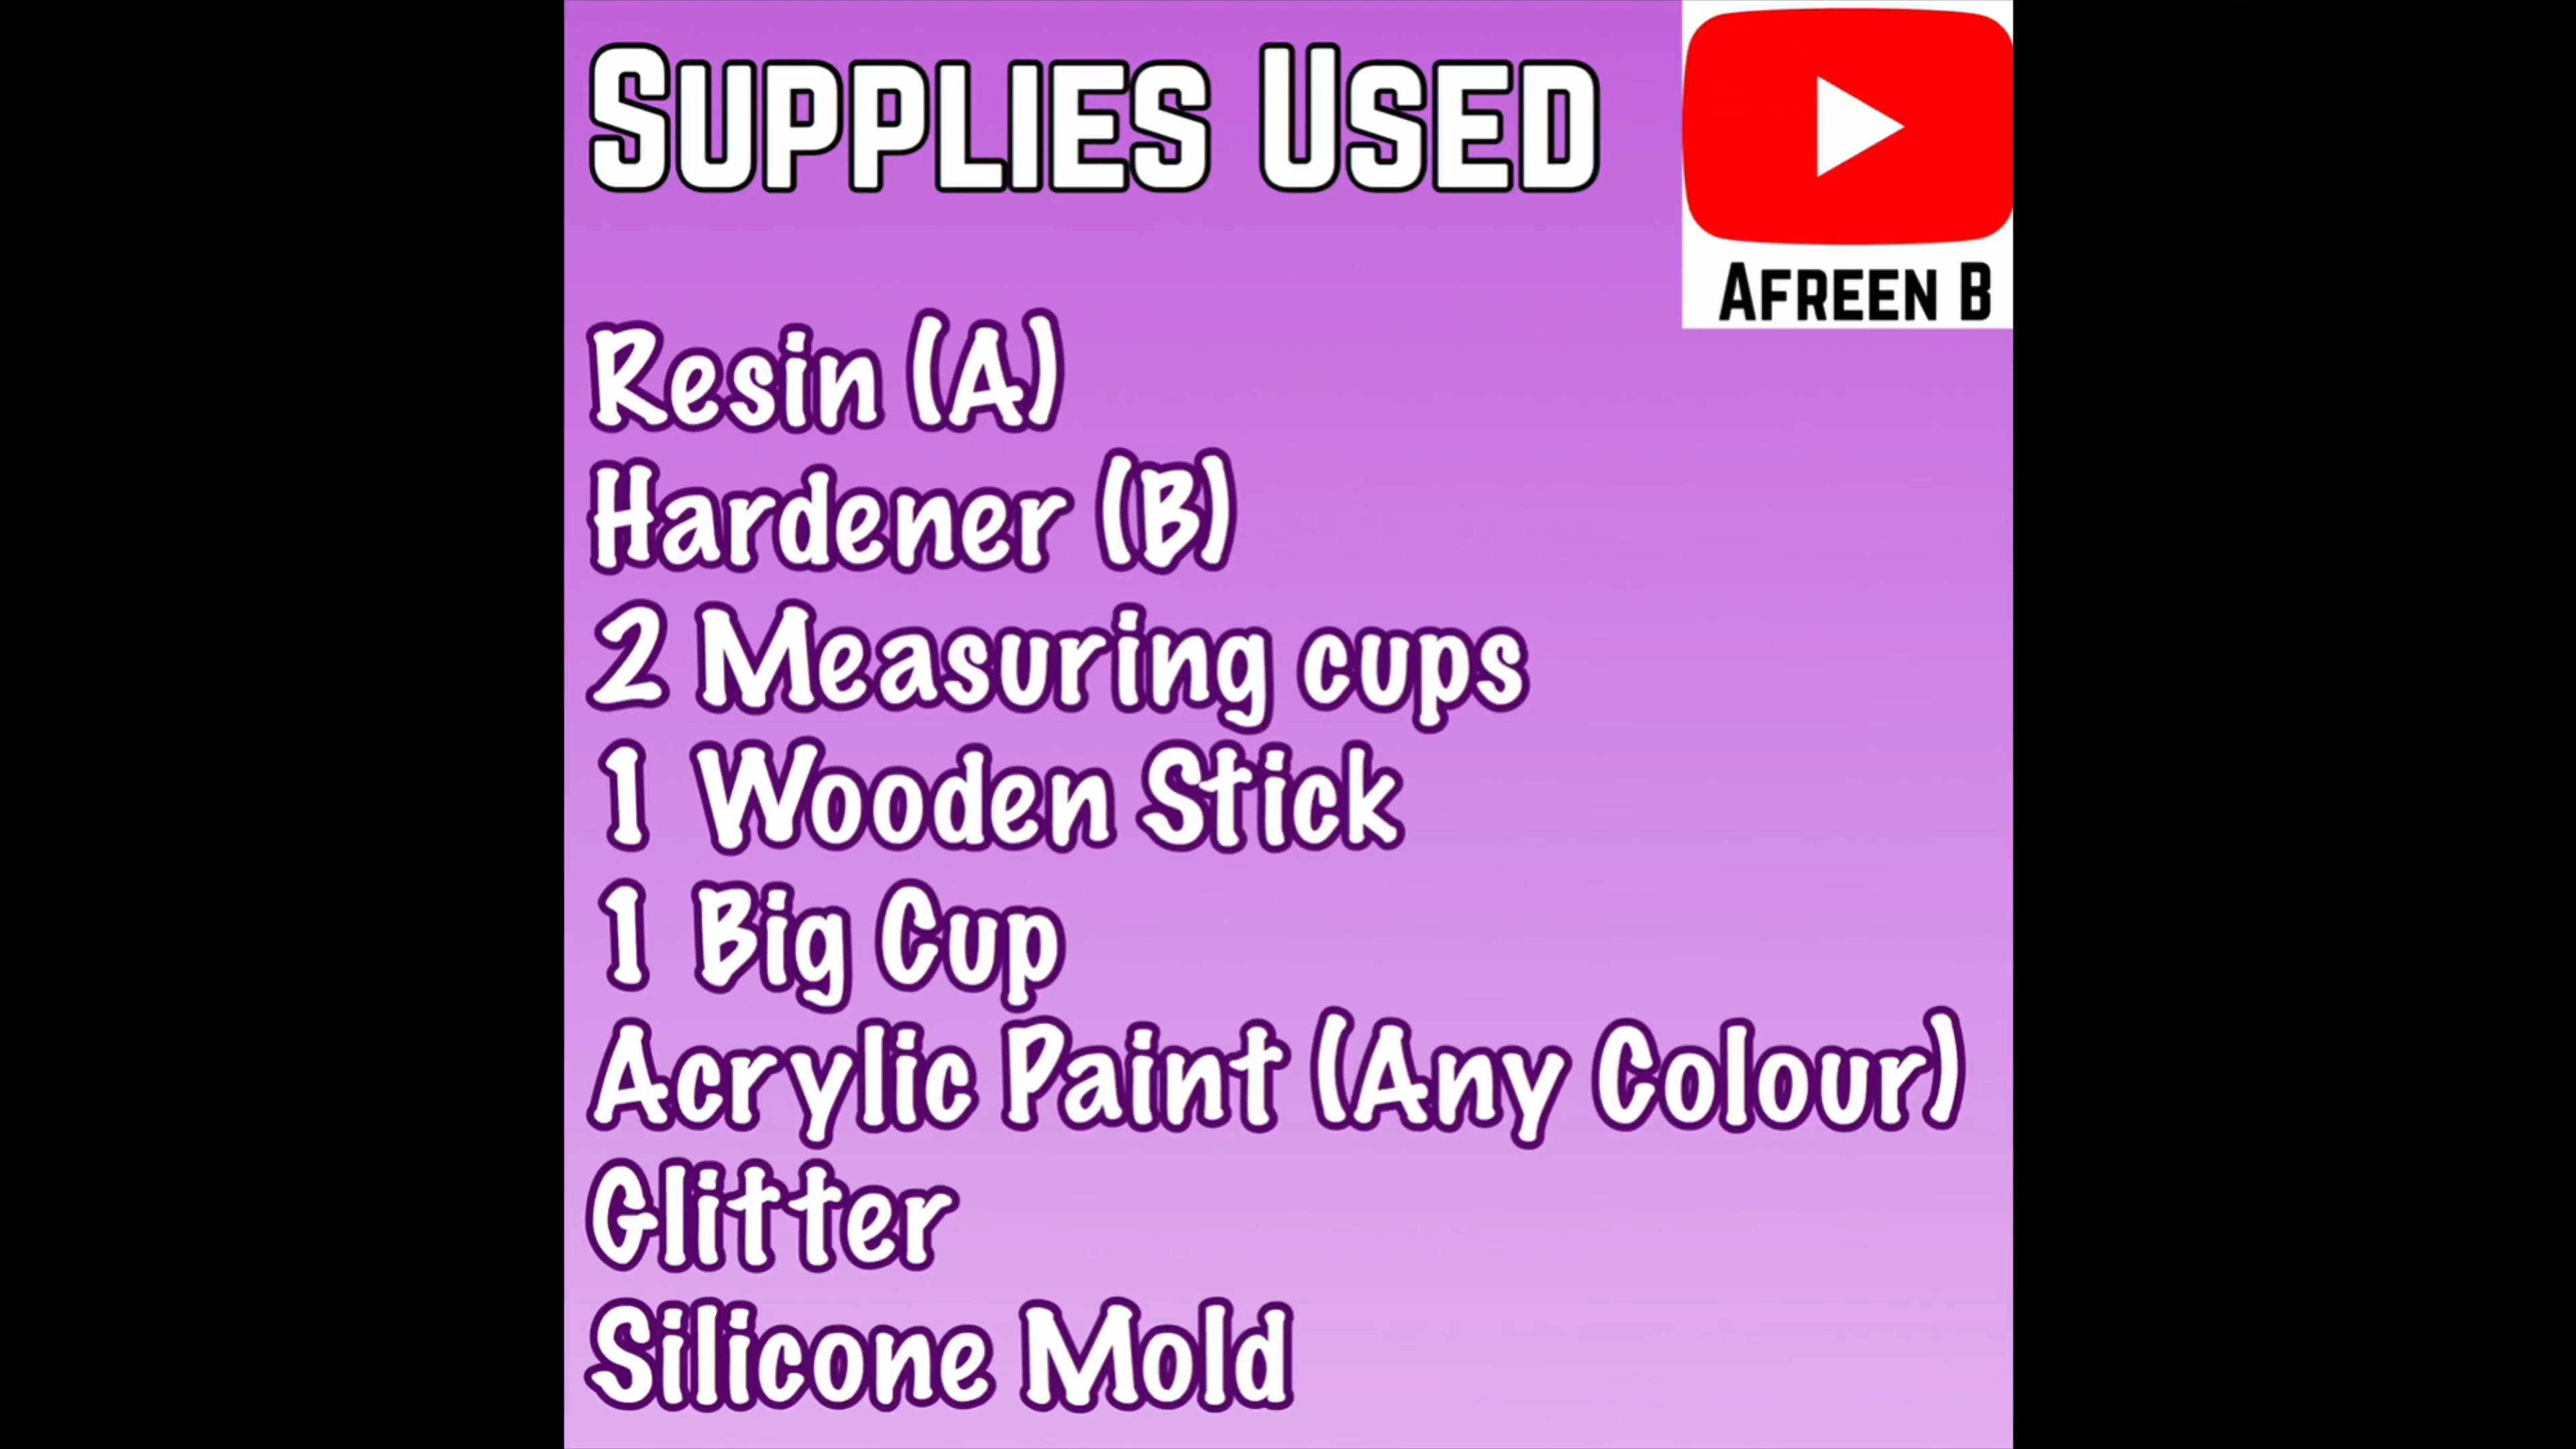 SUPPLIES USED
AFREEN B
Resin (A)
Hardener (B)
2 Measuring cups
1 Wooden Stick
1 Big Cup
Acrylic Paint (Any Colour)
Glitter
Silicone Mold